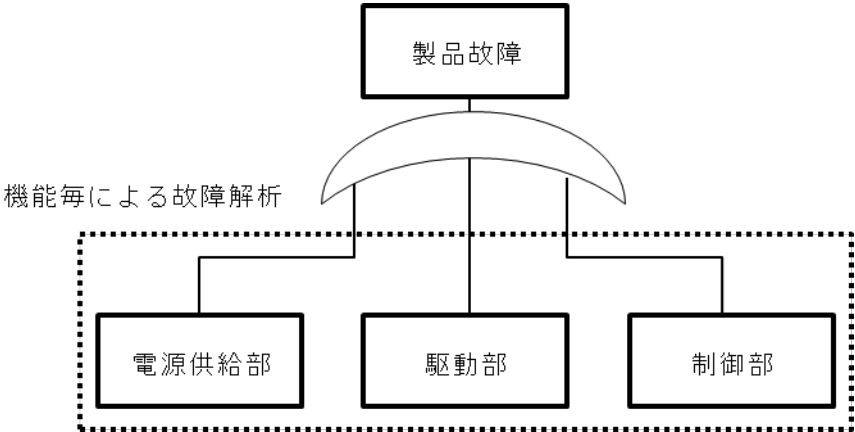 製品故障
機能毎による故障解析
電源供給部
駆動部
制御部